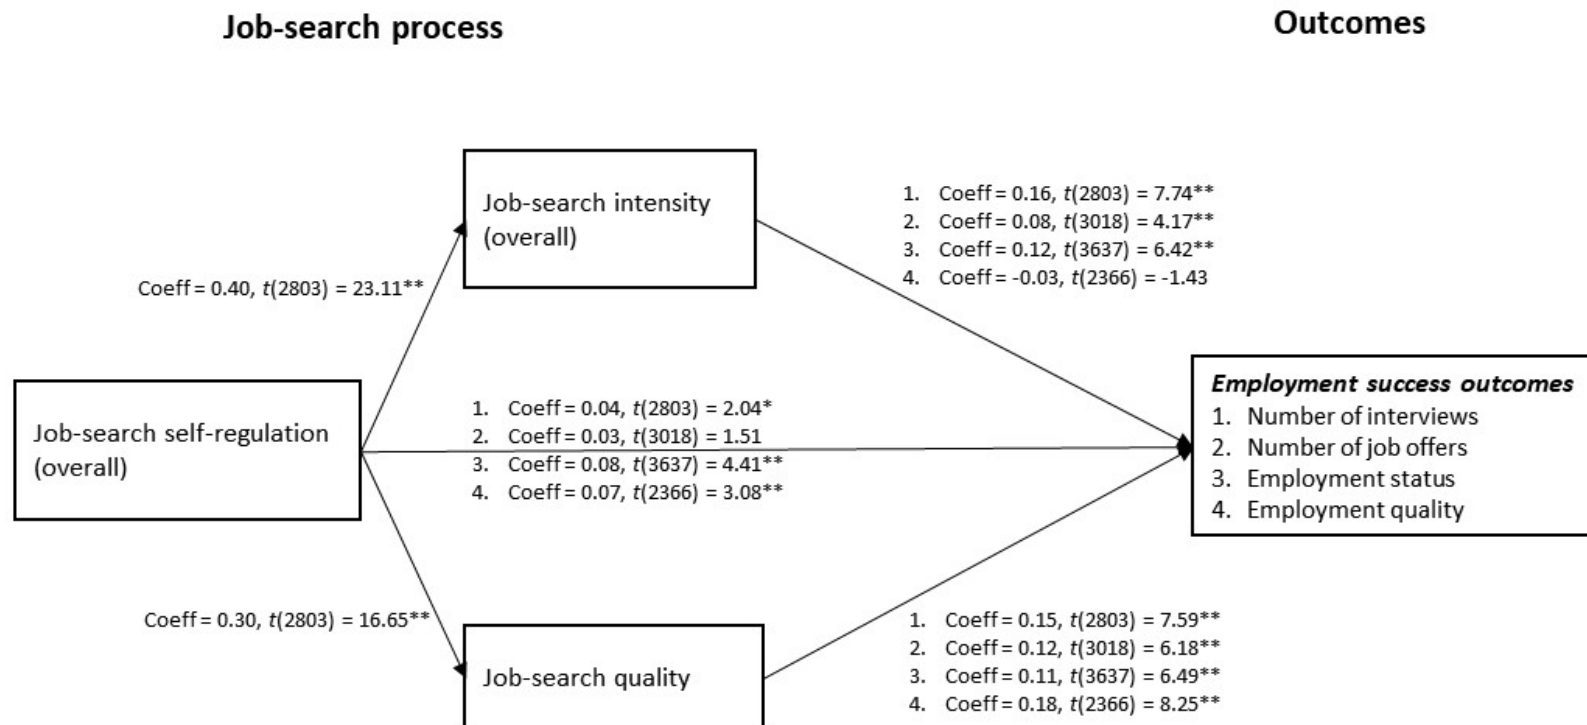 Job-search process
Outcomes
Job-search intensity
(overall)
1. Coeff = 0.16, t(2803) = 7.74**
2. Coeff = 0.08, t(3018) = 4.17**
3. Coeff = 0.12, t(3637) = 6.42**
4. Coeff = -0.03, t(2366) = -1.43
Coeff = 0.40, t(2803) = 23.11**
Job-search self-regulation
(overall)
1. Coeff = 0.04, t(2803) = 2.04*
2. Coeff = 0.03, t(3018) = 1.51
3. Coeff = 0.08, t(3637) = 4.41**
4. Coeff = 0.07, t(2366) = 3.08**
Employment success outcomes
1. Number of interviews
2. Number of job offers
3. Employment status
4. Employment quality
Coeff = 0.30, t(2803) = 16.65**
Job-search quality
1. Coeff = 0.15, t(2803) = 7.59**
2. Coeff = 0.12, t(3018) = 6.18**
3. Coeff = 0.11, t(3637) = 6.49**
4. Coeff = 0.18, t(2366) = 8.25**